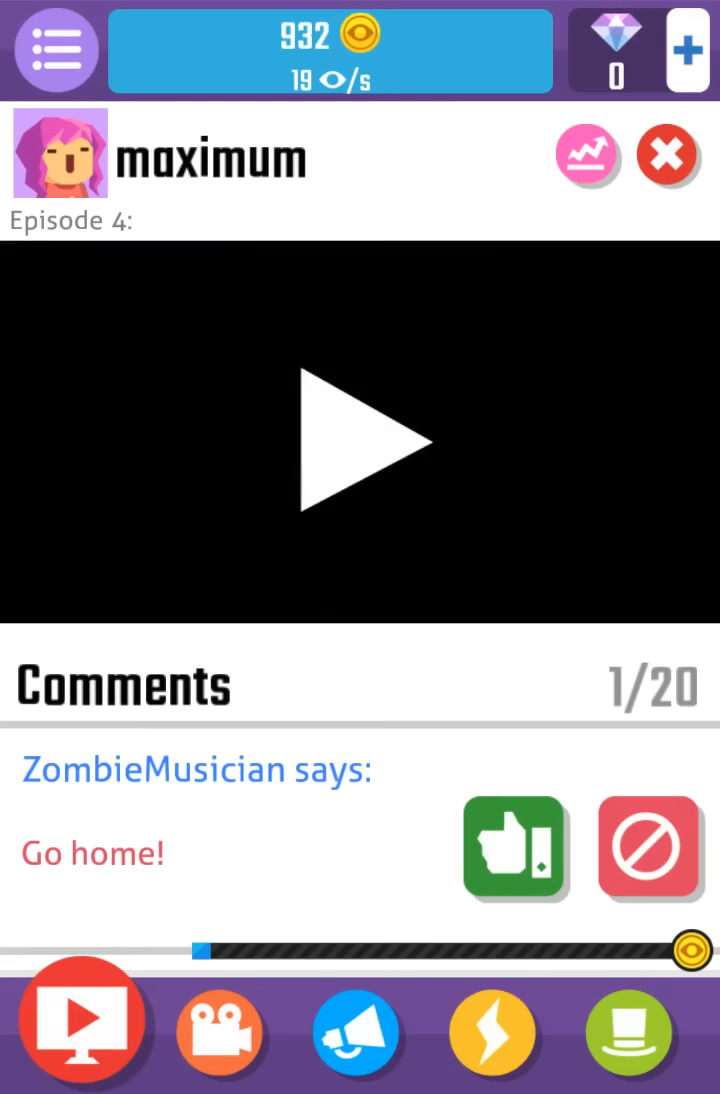 932
19 /s
0
maximum
Episode 4:
Comments
1/20
ZombieMusician says:
Go home!